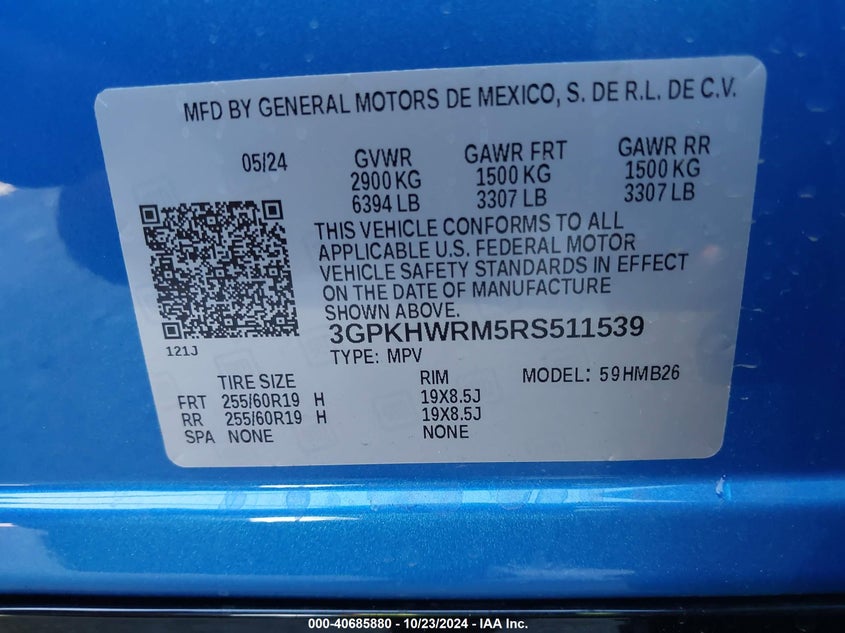 MFD BY GENERAL MOTORS DE MEXICO, S. DE R.L. DE C.V.
05/24 GVWR GAWR FRT GAWR RR
2900 KG 1500 KG 1500 KG
6394 LB 3307 LB 3307 LB
THIS VEHICLE CONFORMS TO ALL
APPLICABLE U.S. FEDERAL MOTOR
VEHICLE SAFETY STANDARDS IN EFFECT
ON THE DATE OF MANUFACTURE
SHOWN ABOVE.
3GPKHWRM5RS511539
121J TYPE: MPV
TIRE SIZE RIM MODEL: 59HMB26
FRT 255/60R19 H 19X8.5J
RR 255/60R19 H 19X8.5J
SPA NONE NONE
000-40685880 - 10/23/2024 - IAA Inc.